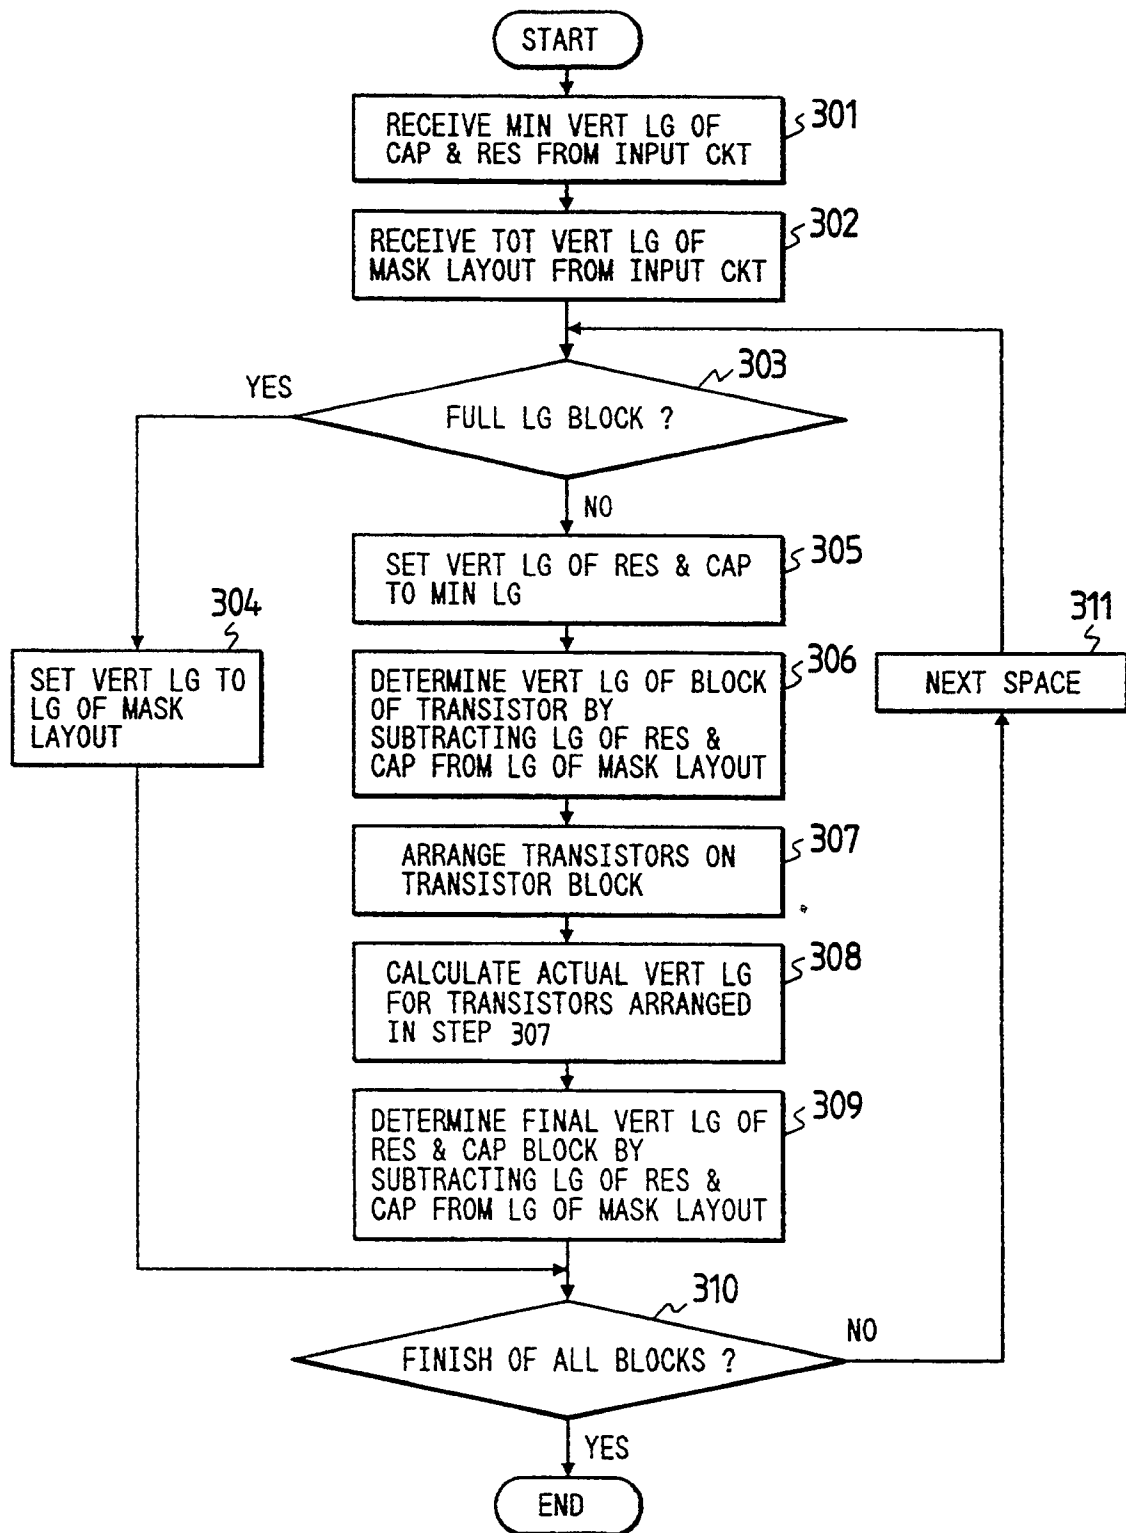 START
RECEIVE MIN VERT LG OF
CAP & RES FROM INPUT CKT
301
RECEIVE TOT VERT LG OF
MASK LAYOUT FROM INPUT CKT
302
303
YES
FULL LG BLOCK ?
NO
SET VERT LG OF RES & CAP
TO MIN LG
305
304
SET VERT LG TO
LG OF MASK
LAYOUT
DETERMINE VERT LG OF BLOCK
OF TRANSISTOR BY
SUBTRACTING LG OF RES &
CAP FROM LG OF MASK LAYOUT
306
311
NEXT SPACE
ARRANGE TRANSISTORS ON
TRANSISTOR BLOCK
307
CALCULATE ACTUAL VERT LG
FOR TRANSISTORS ARRANGED
IN STEP 307
308
DETERMINE FINAL VERT LG OF
RES & CAP BLOCK BY
SUBTRACTING LG OF RES &
CAP FROM LG OF MASK LAYOUT
309
310
FINISH OF ALL BLOCKS ?
NO
YES
END